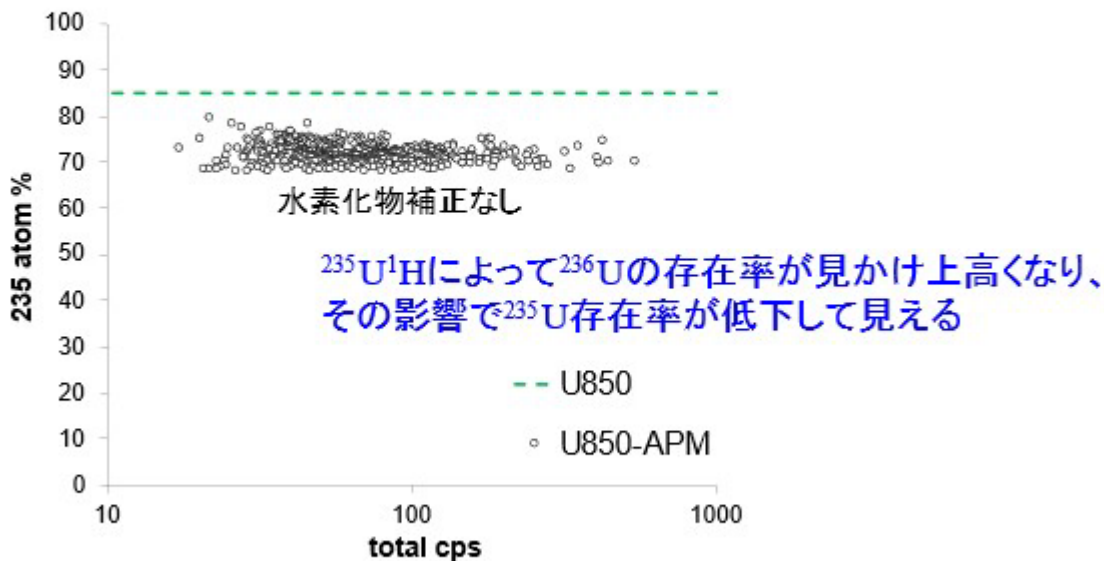 100
90
80
70
60
50
40
30
20
10
0
235 atom %
水素化物補正なし
²³⁵U¹Hによって²³⁶Uの存在率が見かけ上高くなり、
その影響で²³⁵U存在率が低下して見える
U850
U850-APM
10
100
1000
total cps